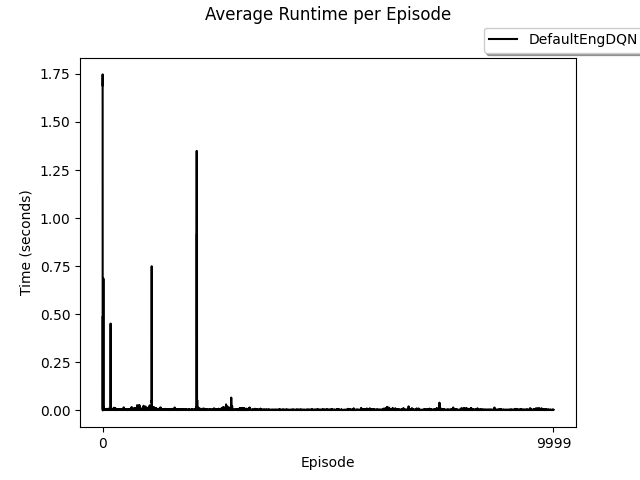 Average Runtime per Episode
DefaultEngDQN
1.75
1.50
1.25
1.00
0.75
0.50
0.25
0.00
Time (seconds)
0
9999
Episode